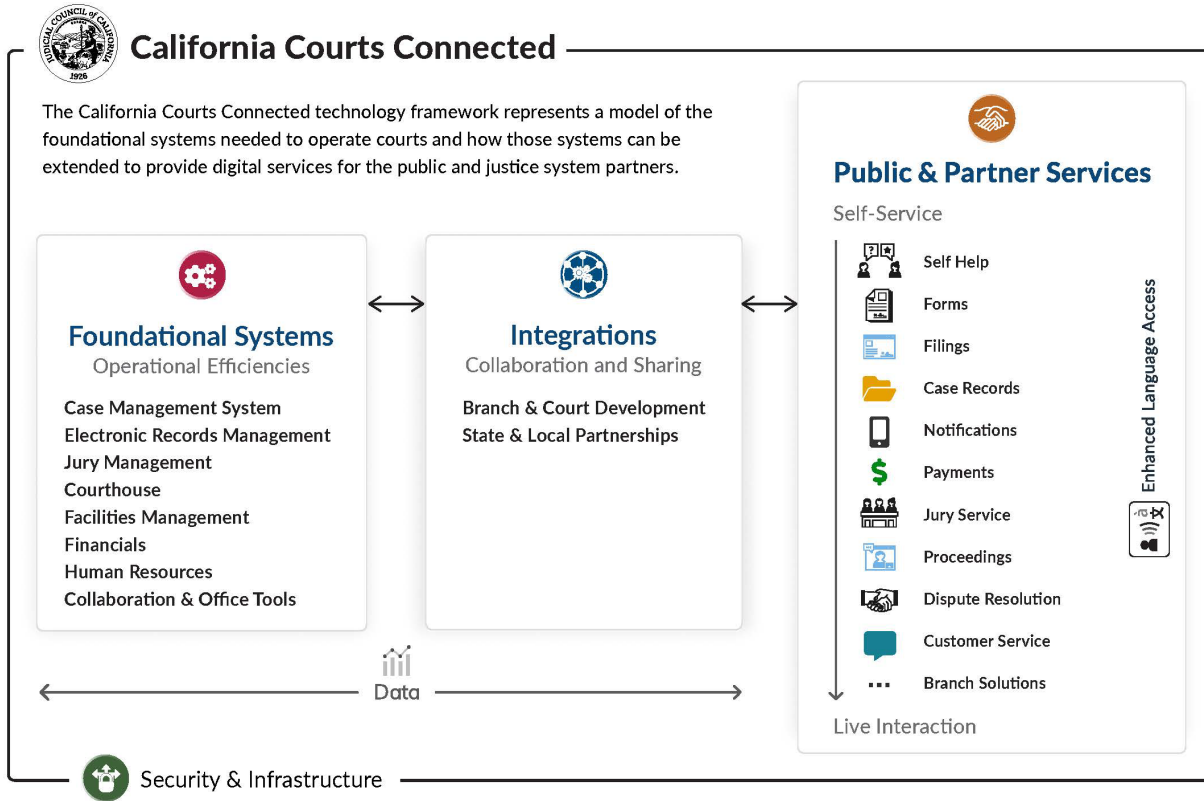 JUDICIAL COUNCIL of CALIFORNIA
1926
California Courts Connected
The California Courts Connected technology framework represents a model of the
foundational systems needed to operate courts and how those systems can be
extended to provide digital services for the public and justice system partners.
Foundational Systems
Operational Efficiencies
Case Management System
Electronic Records Management
Jury Management
Courthouse
Facilities Management
Financials
Human Resources
Collaboration & Office Tools
Integrations
Collaboration and Sharing
Branch & Court Development
State & Local Partnerships
Data
Public & Partner Services
Self-Service
Self Help
Forms
Filings
Case Records
Notifications
$
Payments
Jury Service
Proceedings
Dispute Resolution
Customer Service
Branch Solutions
Live Interaction
Enhanced Language Access
Security & Infrastructure